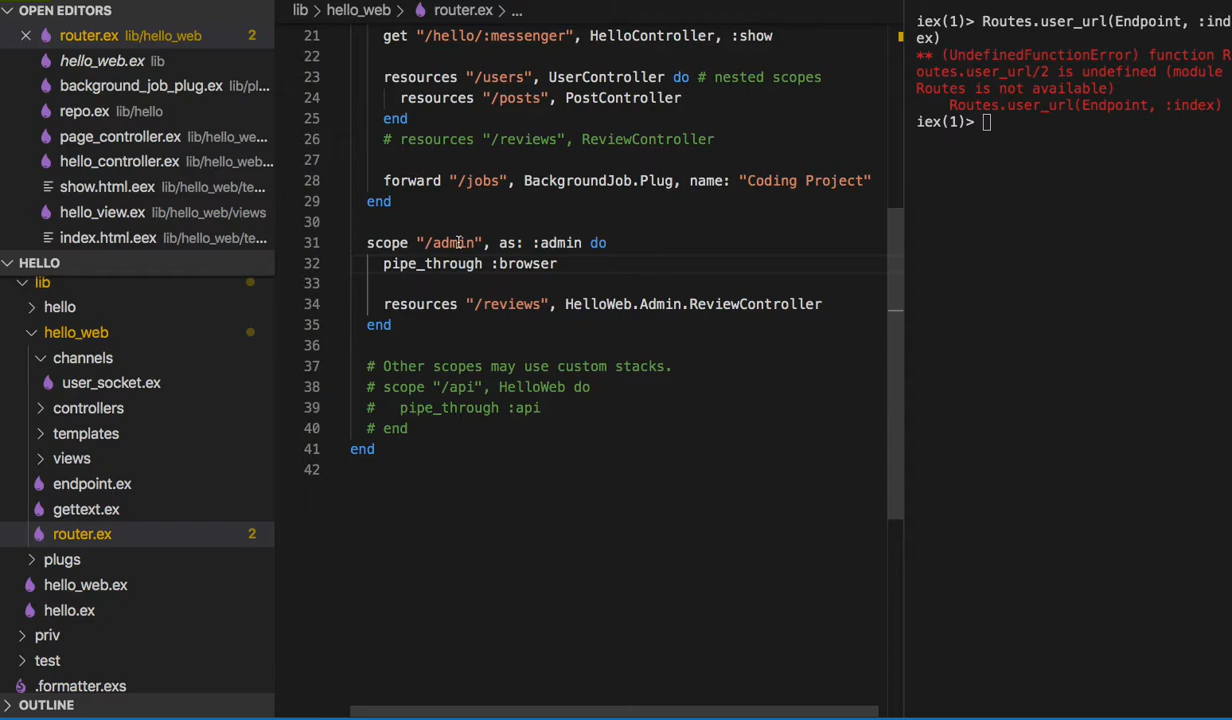 OPEN EDITORS
router.ex lib/hello_web 2
hello_web.ex lib
background_job_plug.ex lib/pl...
repo.ex lib/hello
page_controller.ex lib/hello_we...
hello_controller.ex lib/hello_web...
show.html.eex lib/hello_web/te...
hello_view.ex lib/hello_web/views
index.html.eex lib/hello_web/te...
HELLO
lib
hello
hello_web
channels
user_socket.ex
controllers
templates
views
endpoint.ex
gettext.ex
router.ex 2
plugs
hello_web.ex
hello.ex
priv
test
.formatter.exs
OUTLINE
lib > hello_web > router.ex > ...
21 get "/hello/:messenger", HelloController, :show
22
23 resources "/users", UserController do # nested scopes
24 resources "/posts", PostController
25 end
26 # resources "/reviews", ReviewController
27
28 forward "/jobs", BackgroundJob.Plug, name: "Coding Project"
29 end
30
31 scope "/admin", as: :admin do
32 pipe_through :browser
33
34 resources "/reviews", HelloWeb.Admin.ReviewController
35 end
36
37 # Other scopes may use custom stacks.
38 # scope "/api", HelloWeb do
39 #   pipe_through :api
40 # end
41 end
42
iex(1)> Routes.user_url(Endpoint, :ind
ex)
** (UndefinedFunctionError) function R
outes.user_url/2 is undefined (module
Routes is not available)
Routes.user_url(Endpoint, :index)
iex(1)>